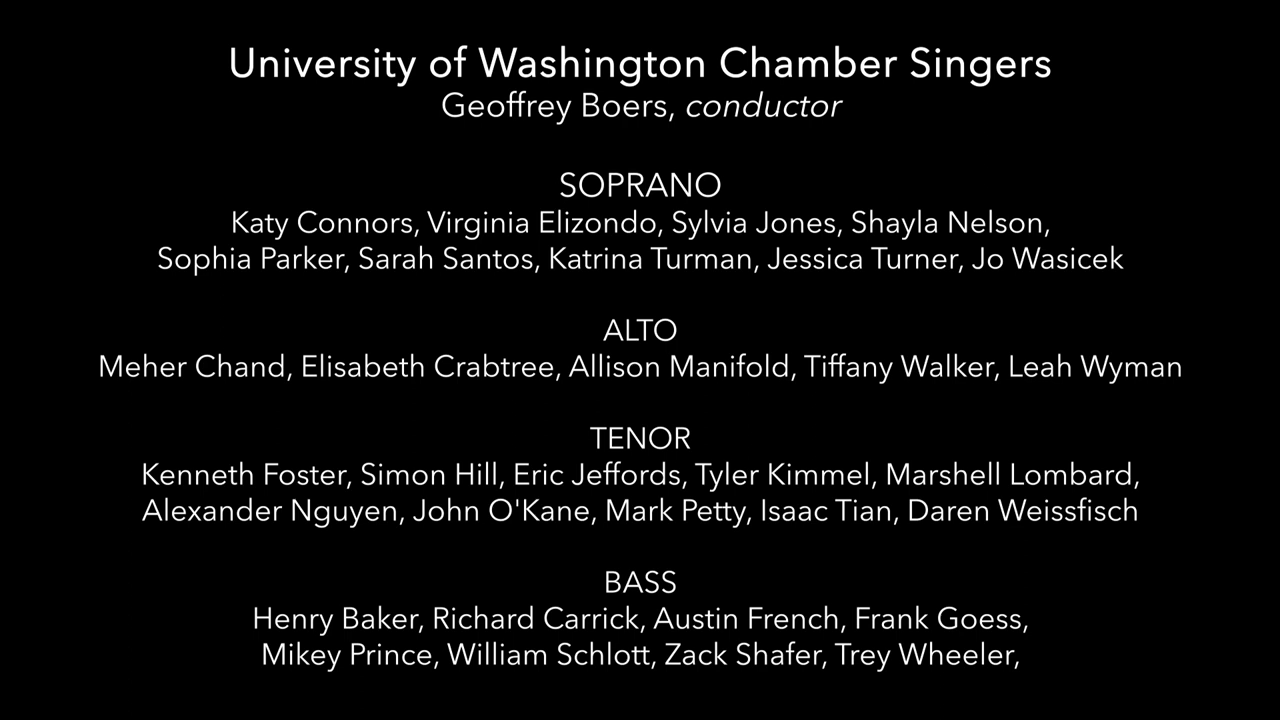 University of Washington Chamber Singers
Geoffrey Boers, conductor
SOPRANO
Katy Connors, Virginia Elizondo, Sylvia Jones, Shayla Nelson,
Sophia Parker, Sarah Santos, Katrina Turman, Jessica Turner, Jo Wasicek
ALTO
Meher Chand, Elisabeth Crabtree, Allison Manifold, Tiffany Walker, Leah Wyman
TENOR
Kenneth Foster, Simon Hill, Eric Jeffords, Tyler Kimmel, Marshell Lombard,
Alexander Nguyen, John O'Kane, Mark Petty, Isaac Tian, Daren Weissfisch
BASS
Henry Baker, Richard Carrick, Austin French, Frank Goess,
Mikey Prince, William Schlott, Zack Shafer, Trey Wheeler,